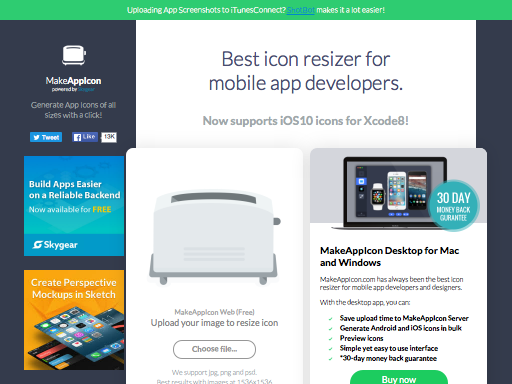 Uploading App Screenshots to iTunesConnect? ShotBot makes it a lot easier!
MakeAppIcon
powered by Skygear
Generate App icons of all
sizes with a click!
Tweet
Like
13K
Build Apps Easier
on a Reliable Backend
Now available for FREE
Skygear
Create Perspective
Mockups in Sketch
Best icon resizer for
mobile app developers.
Now supports iOS10 icons for Xcode8!
MakeAppIcon Web (Free)
Upload your image to resize icon
Choose file...
We support jpg, png and psd.
Best results with images at 1536x1536
30 DAY
MONEY BACK
GURANTEE
MakeAppIcon Desktop for Mac
and Windows
MakeAppIcon.com has always been the best icon
resizer for mobile app developers and designers.
With the desktop app, you can:
Save upload time to MakeAppIcon Server
Generate Android and iOS icons in bulk
Preview icons
Simple yet easy to use interface
*30-day money back guarantee
Buy now